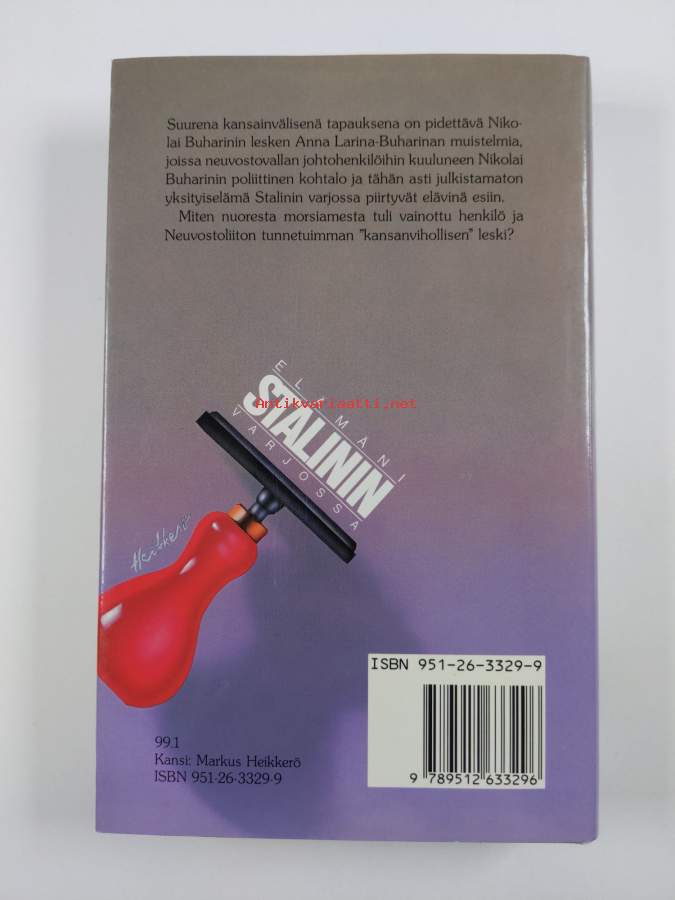 Suurena kansainvälisenä tapauksena on pidettävä Niko-
lai Buharinin lesken Anna Larina-Buharinan muistelmia,
joissa neuvostovallan johtohenkilöihin kuuluneen Nikolai
Buharinin poliittinen kohtalo ja tähän asti julkistamaton
yksityiselämä Stalinin varjossa piirtyvät elävinä esiin.
Miten nuoresta morsiamesta tuli vainottu henkilö ja
Neuvostoliiton tunnetuimman "kansanvihollisen" leski?
ELÄMÄNI
Antikvariaatti.net
STALININ
VARJOSSA
Heikkerö
ISBN 951-26-3329-9
99.1
Kansi: Markus Heikkerö
ISBN 951-26-3329-9
9 789512 633296